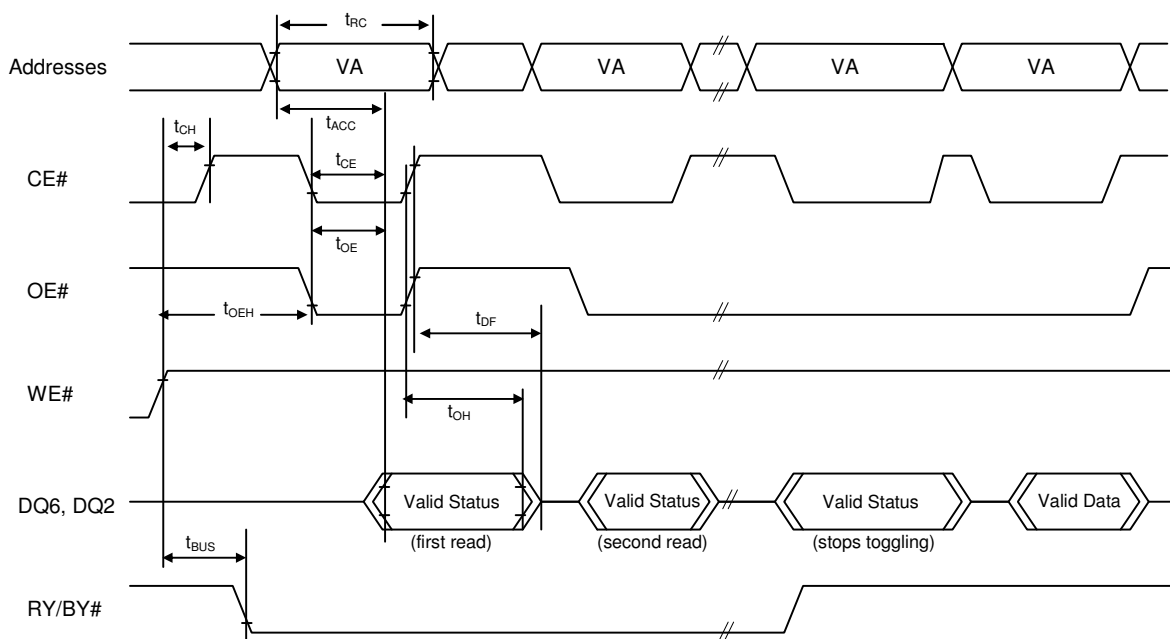 tRC
Addresses VA VA VA VA
tACC
tCH
tCE
CE#
tOE
OE#
tOEH
tDF
WE#
tOH
DQ6, DQ2 Valid Status Valid Status Valid Status Valid Data
(first read) (second read) (stops toggling)
tBUS
RY/BY#